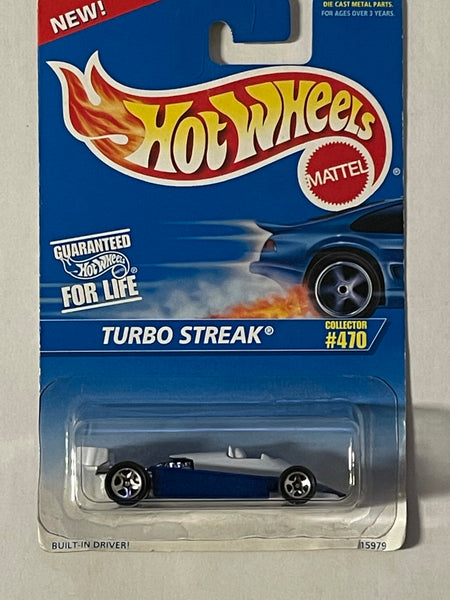 NEW!
DIE CAST METAL PARTS.
FOR AGES OVER 3 YEARS.
HOT WHEELS®
MATTEL
GUARANTEED
Hot Wheels®
FOR LIFE
TURBO STREAK®
COLLECTOR
#470
BUILT-IN DRIVER!
15979